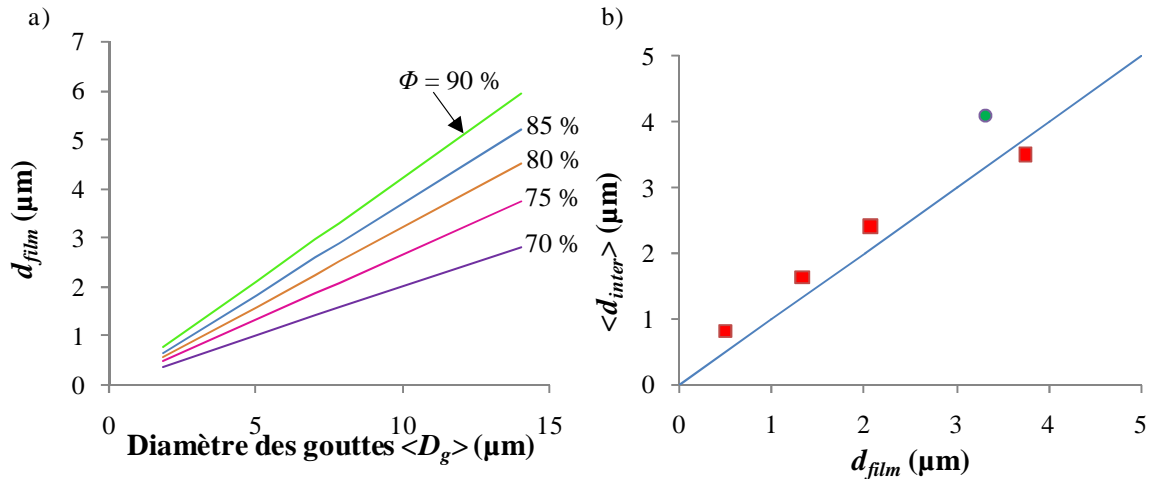 a)
7
6
5
4
3
2
1
0
d_film (µm)
Φ = 90 %
85 %
80 %
75 %
70 %
0 5 10 15
Diamètre des gouttes <D_g> (µm)
b)
5
4
3
2
1
0
<d_inter> (µm)
0 1 2 3 4 5
d_film (µm)